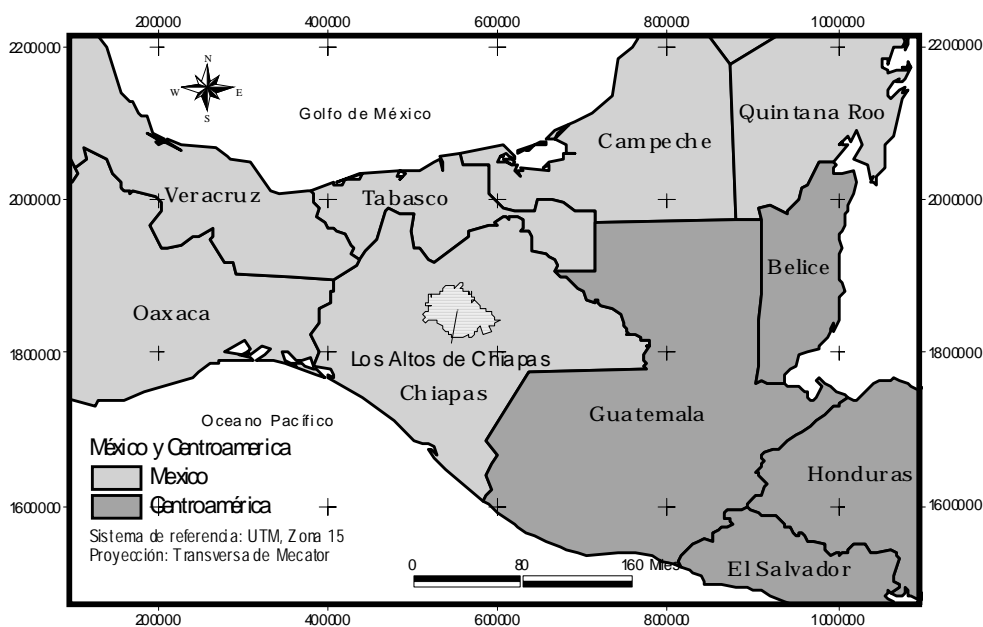 200000 400000 600000 800000 1000000
2200000 2200000
N
W E
S
Golfo de México
Quintana Roo
Campeche
Veracruz
Tabasco
2000000 2000000
Belice
Oaxaca
1800000 1800000
Los Altos de Chiapas
Chiapas
Guatemala
Oceano Pacífico
México y Centroamerica
Mexico
Centroamérica
Honduras
1600000 1600000
Sistema de referencia: UTM, Zona 15
Proyección: Transversa de Mecator
0 80 160 Miles
El Salvador
200000 400000 600000 800000 1000000